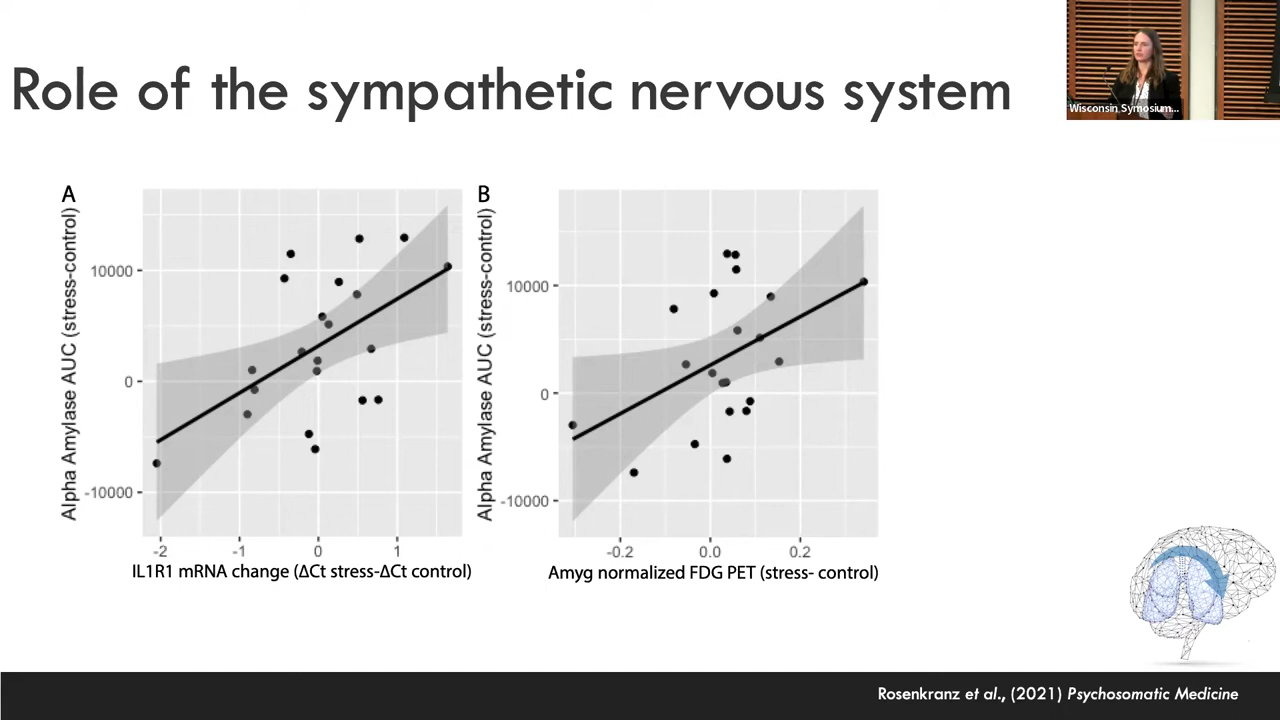 Role of the sympathetic nervous system
Wisconsin Symosium...
A
Alpha Amylase AUC (stress-control)
10000
0
-10000
-2
-1
0
1
IL1R1 mRNA change (ΔCt stress-ΔCt control)
B
Alpha Amylase AUC (stress-control)
10000
0
-10000
-0.2
0.0
0.2
Amyg normalized FDG PET (stress- control)
Rosenkranz et al., (2021) Psychosomatic Medicine